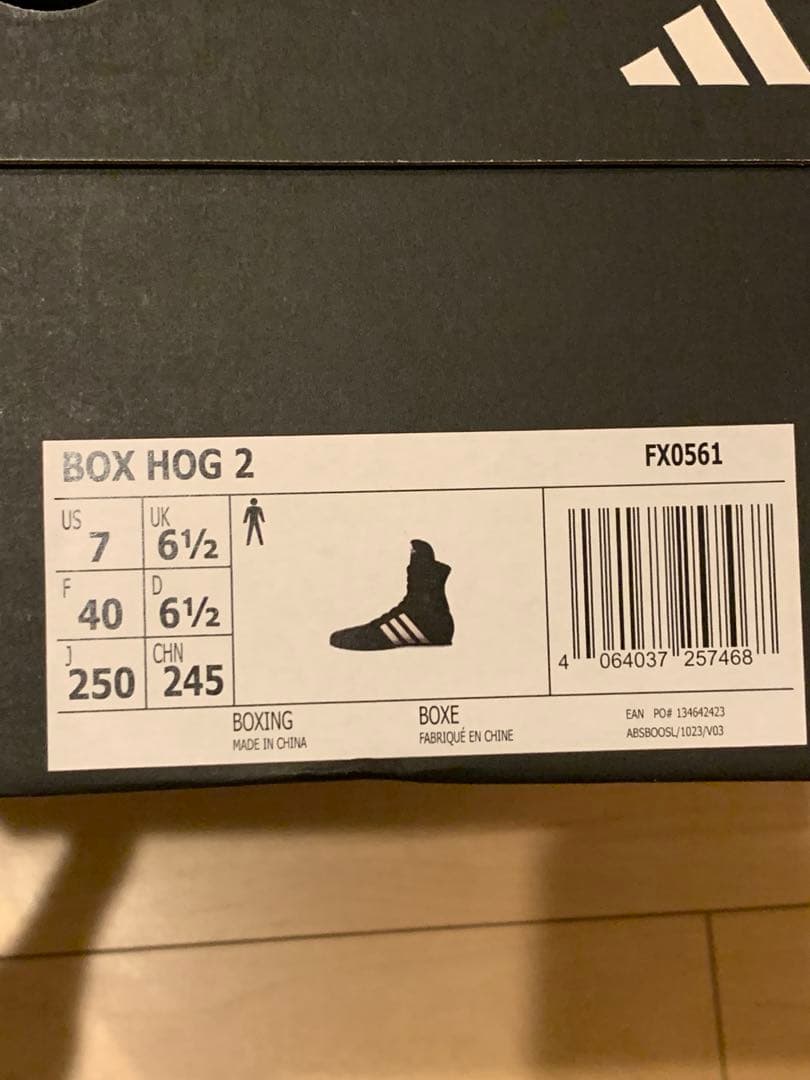 BOX HOG 2 FX0561
US 7 UK 6½
F 40 D 6½
J 250 CHN 245
4 064037 257468
BOXING BOXE EAN PO# 134642423
MADE IN CHINA FABRIQUÉ EN CHINE ABSBOOSL/1023/V03